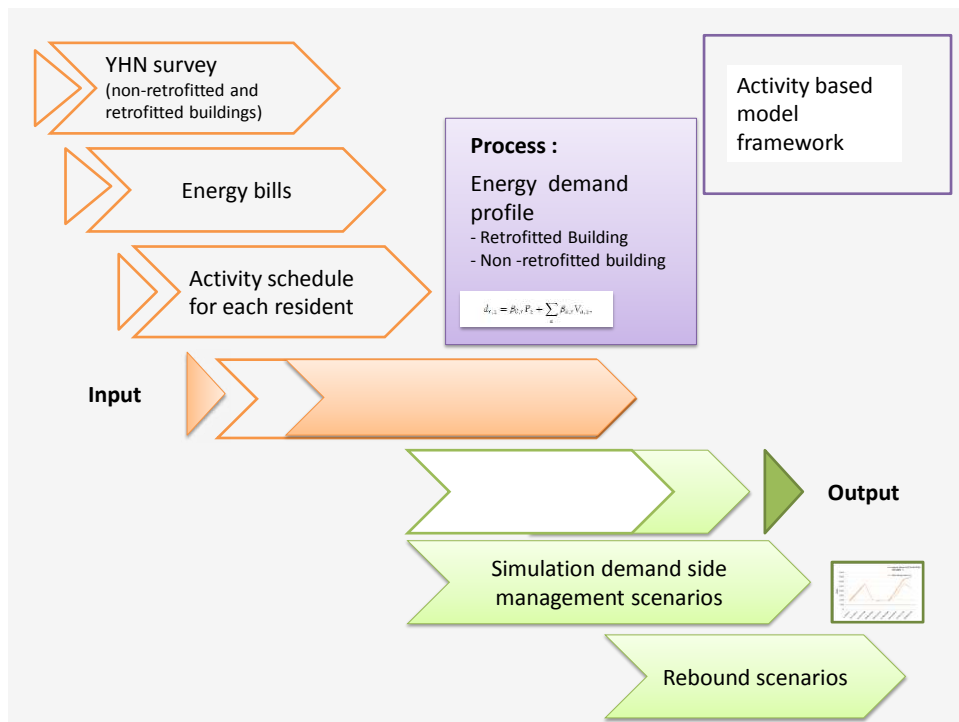 YHN survey
(non-retrofitted and
retrofitted buildings)
Energy bills
Activity schedule
for each resident
Process :
Energy demand
profile
- Retrofitted Building
- Non -retrofitted building
Activity based
model
framework
Input
Output
Simulation demand side
management scenarios
Rebound scenarios